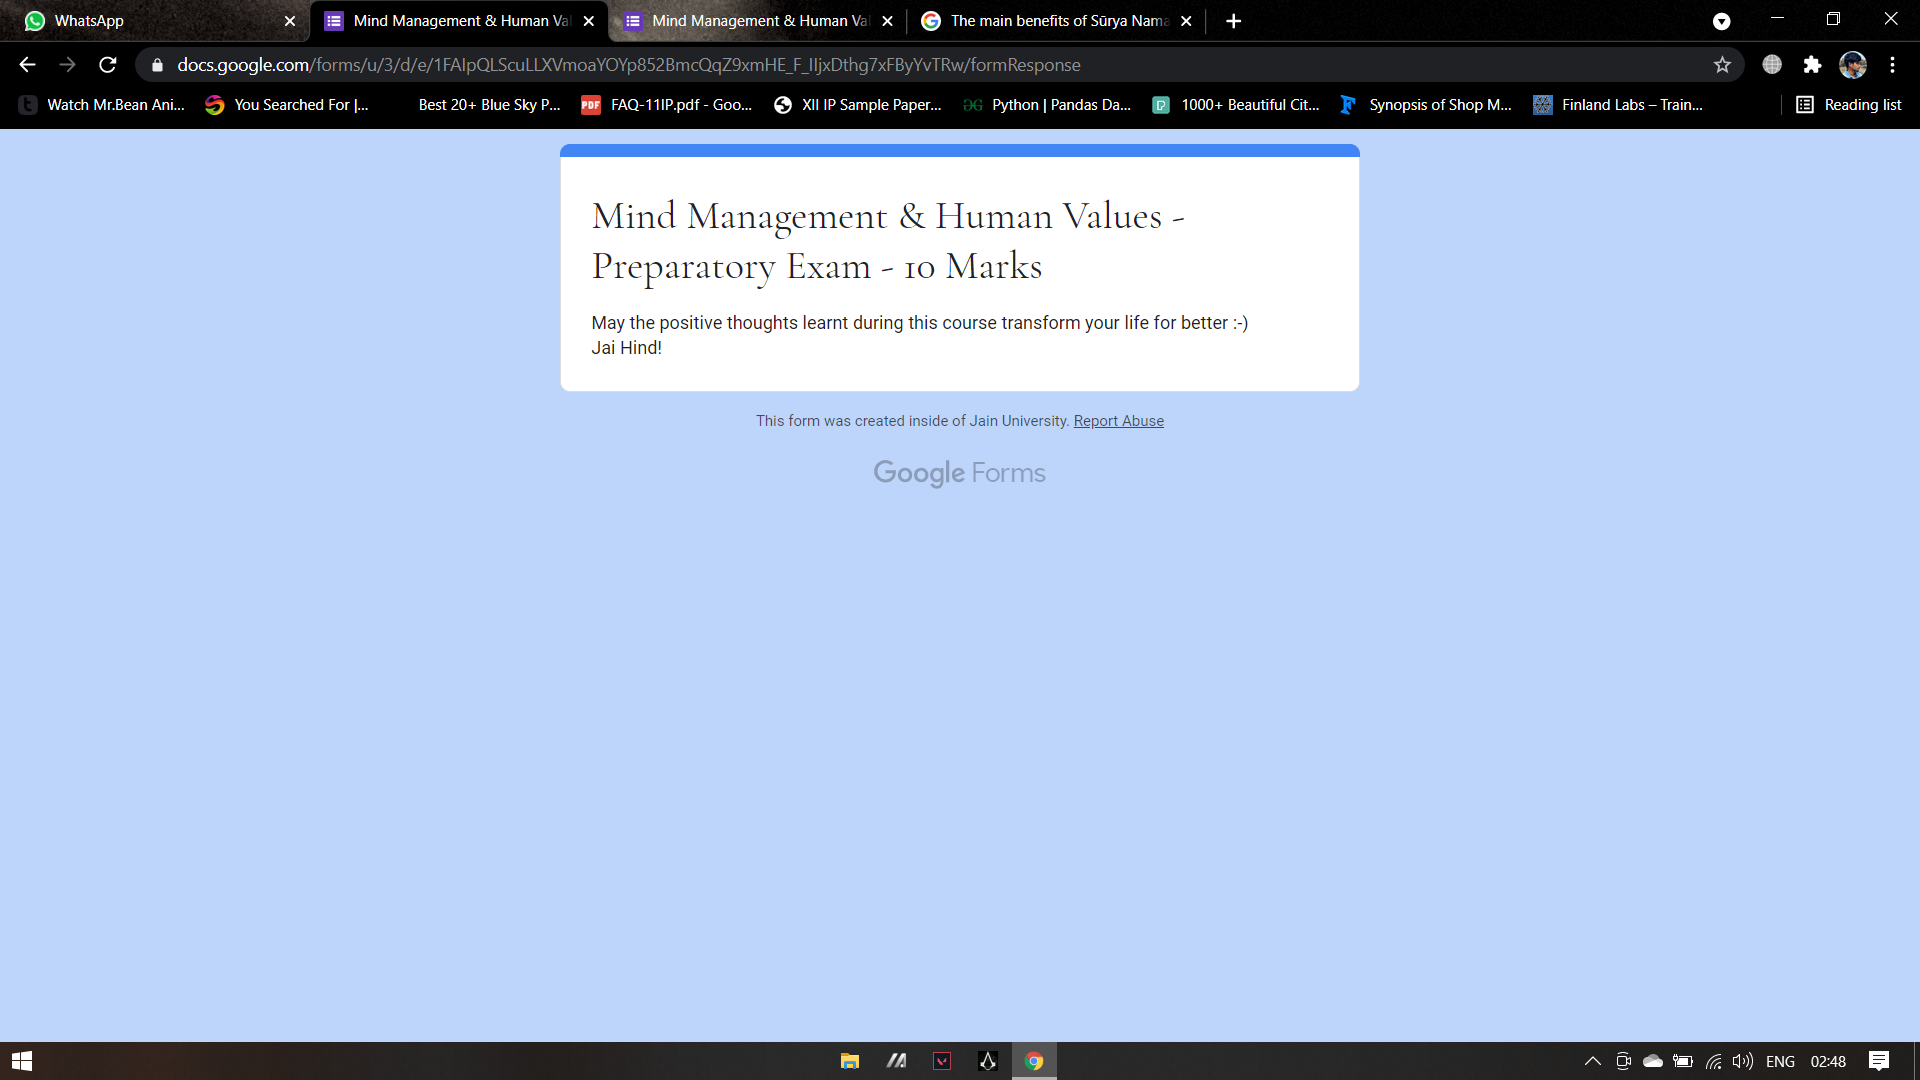 WhatsApp
Mind Management & Human Val
Mind Management & Human Val
The main benefits of Sūrya Nama
docs.google.com/forms/u/3/d/e/1FAIpQLScuLLXVmoaYOYp852BmcQqZ9xmHE_F_IIjxDthg7xFByYvTRw/formResponse
Watch Mr.Bean Ani...
You Searched For |...
Best 20+ Blue Sky P...
PDF
FAQ-11IP.pdf - Goo...
XII IP Sample Paper...
Python | Pandas Da...
1000+ Beautiful Cit...
Synopsis of Shop M...
Finland Labs – Train...
Reading list
Mind Management & Human Values -
Preparatory Exam - 10 Marks
May the positive thoughts learnt during this course transform your life for better :-)
Jai Hind!
This form was created inside of Jain University. Report Abuse
Google Forms
ENG
02:48